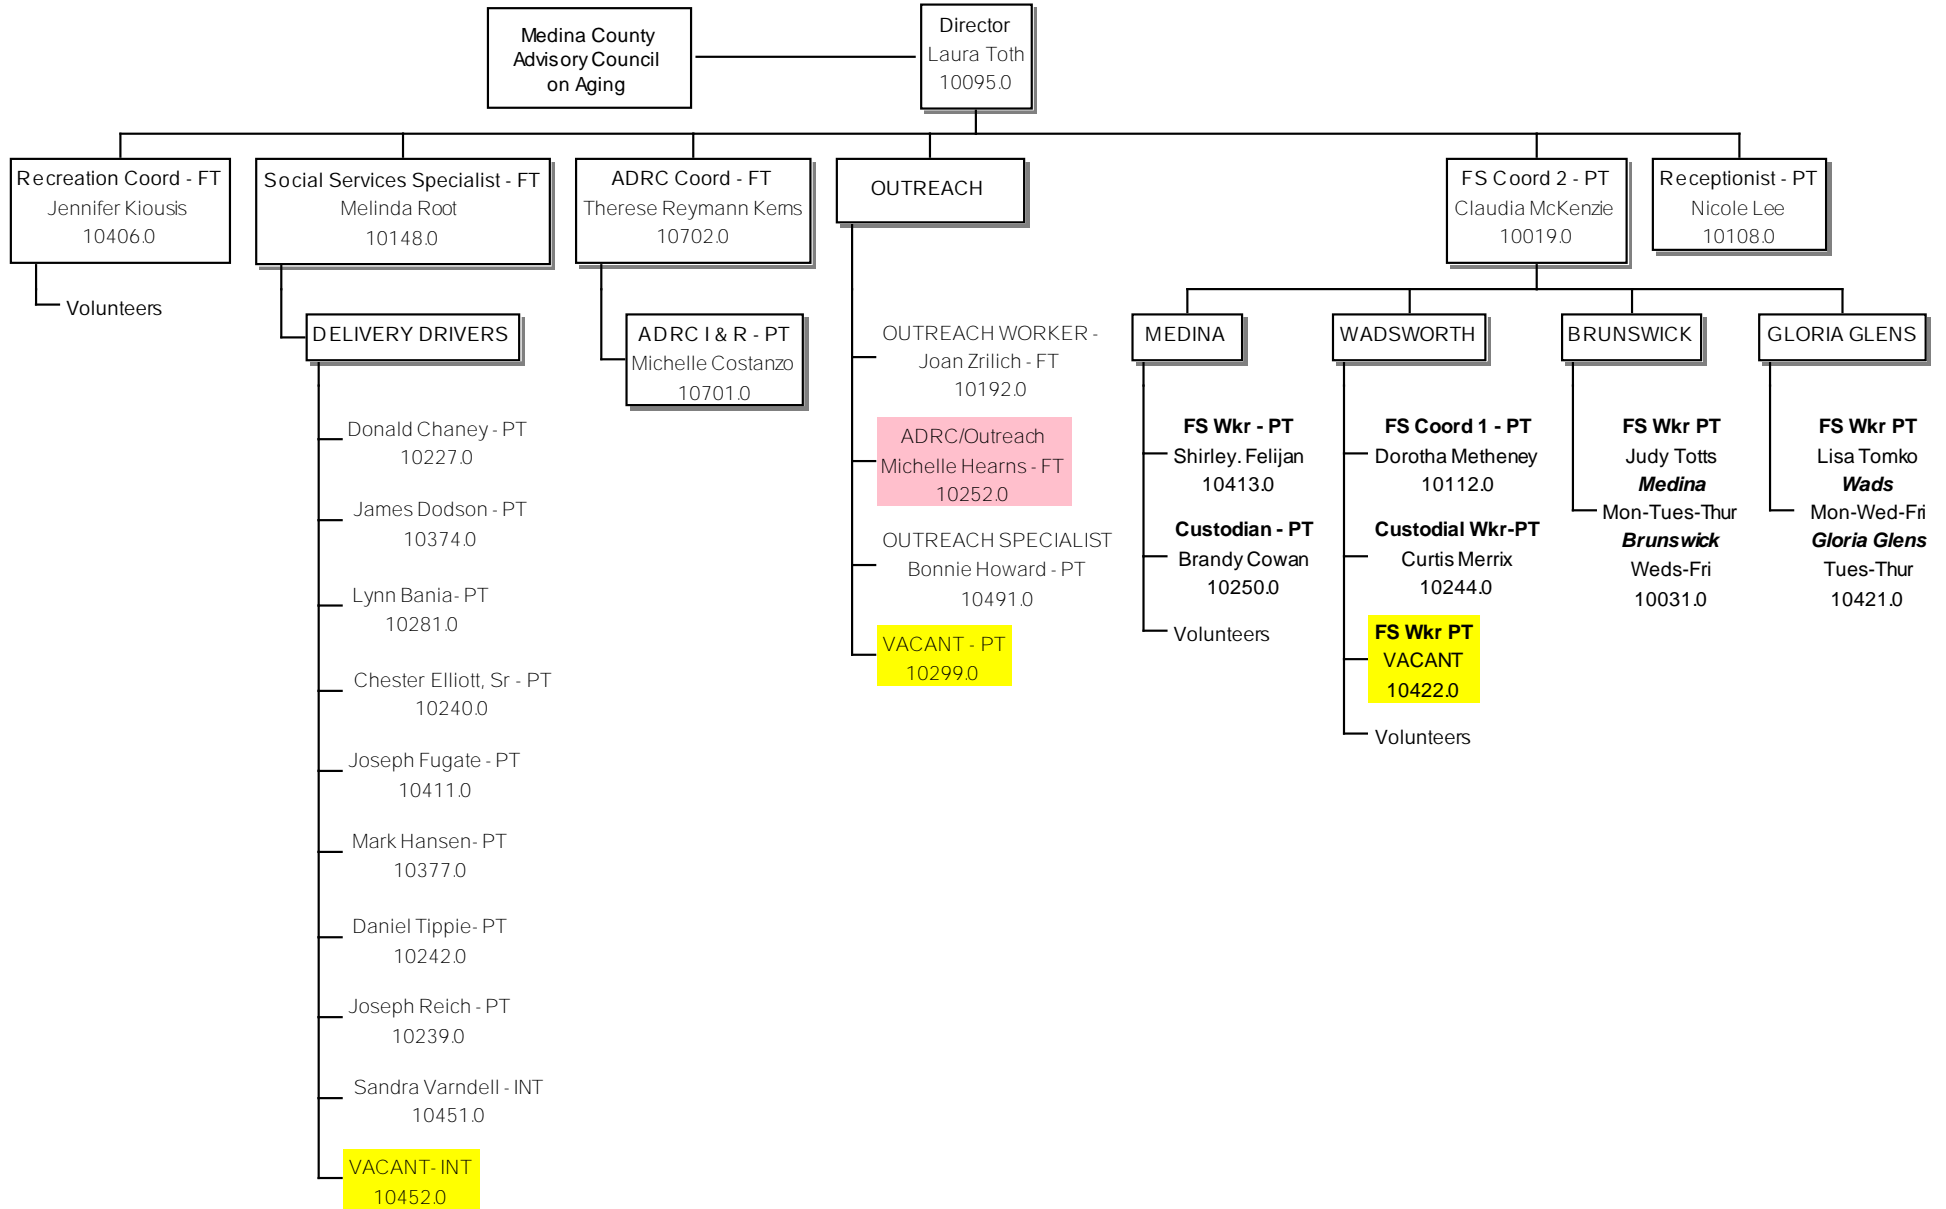 Medina County
Advisory Council
on Aging
Director
Laura Toth
10095.0
Recreation Coord - FT
Jennifer Kiousis
10406.0
Volunteers
Social Services Specialist - FT
Melinda Root
10148.0
DELIVERY DRIVERS
Donald Chaney - PT
10227.0
James Dodson - PT
10374.0
Lynn Bania- PT
10281.0
Chester Elliott, Sr - PT
10240.0
Joseph Fugate - PT
10411.0
Mark Hansen- PT
10377.0
Daniel Tippie- PT
10242.0
Joseph Reich - PT
10239.0
Sandra Varndell - INT
10451.0
VACANT- INT
10452.0
ADRC Coord - FT
Therese Reymann Kerns
10702.0
ADRC I & R - PT
Michelle Costanzo
10701.0
OUTREACH
OUTREACH WORKER -
Joan Zrilich - FT
10192.0
ADRC/Outreach
Michelle Hearns - FT
10252.0
OUTREACH SPECIALIST
Bonnie Howard - PT
10491.0
VACANT - PT
10299.0
FS Coord 2 - PT
Claudia McKenzie
10019.0
MEDINA
FS Wkr - PT
Shirley. Felijan
10413.0
Custodian - PT
Brandy Cowan
10250.0
Volunteers
WADSWORTH
FS Coord 1 - PT
Dorotha Metheney
10112.0
Custodial Wkr-PT
Curtis Merrix
10244.0
FS Wkr PT
VACANT
10422.0
Volunteers
BRUNSWICK
FS Wkr PT
Judy Totts
Medina
Mon-Tues-Thur
Brunswick
Weds-Fri
10031.0
GLORIA GLENS
FS Wkr PT
Lisa Tomko
Wads
Mon-Wed-Fri
Gloria Glens
Tues-Thur
10421.0
Receptionist - PT
Nicole Lee
10108.0